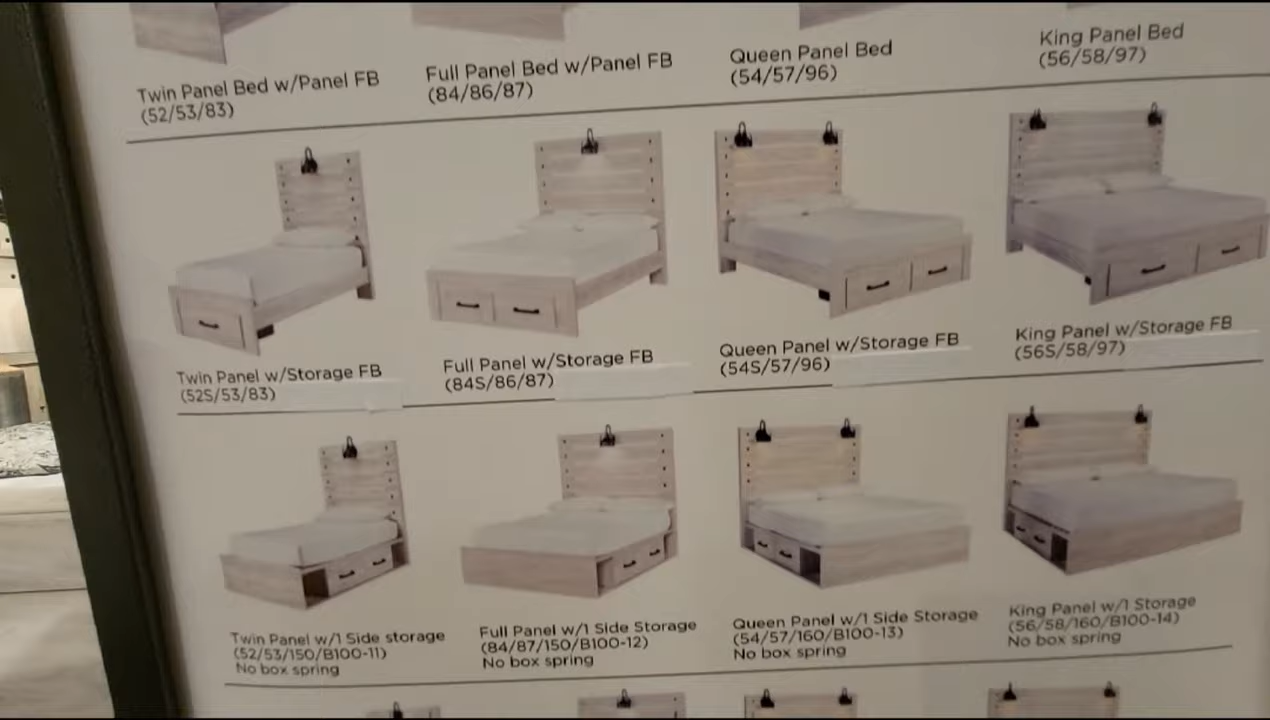 Twin Panel Bed w/Panel FB
(52/53/83)
Full Panel Bed w/Panel FB
(84/86/87)
Queen Panel Bed
(54/57/96)
King Panel Bed
(56/58/97)
Twin Panel w/Storage FB
(52S/53/83)
Full Panel w/Storage FB
(84S/86/87)
Queen Panel w/Storage FB
(54S/57/96)
King Panel w/Storage FB
(56S/58/97)
Twin Panel w/1 Side storage
(52/53/150/B100-11)
No box spring
Full Panel w/1 Side Storage
(84/87/150/B100-12)
No box spring
Queen Panel w/1 Side Storage
(54/57/160/B100-13)
No box spring
King Panel w/1 Storage
(56/58/160/B100-14)
No box spring